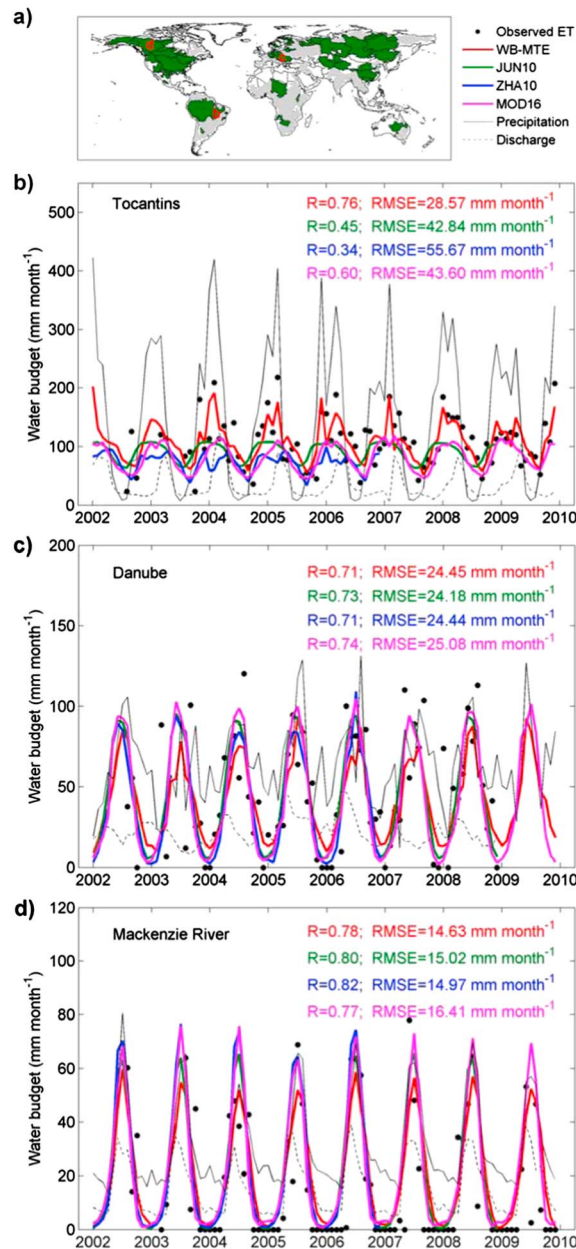 a)
Observed ET
WB-MTE
JUN10
ZHA10
MOD16
Precipitation
Discharge
b)
Tocantins
R=0.76; RMSE=28.57 mm month-1
R=0.45; RMSE=42.84 mm month-1
R=0.34; RMSE=55.67 mm month-1
R=0.60; RMSE=43.60 mm month-1
Water budget (mm month-1)
500
400
300
200
100
0
2002 2003 2004 2005 2006 2007 2008 2009 2010
c)
Danube
R=0.71; RMSE=24.45 mm month-1
R=0.73; RMSE=24.18 mm month-1
R=0.71; RMSE=24.44 mm month-1
R=0.74; RMSE=25.08 mm month-1
Water budget (mm month-1)
200
150
100
50
0
2002 2003 2004 2005 2006 2007 2008 2009 2010
d)
Mackenzie River
R=0.78; RMSE=14.63 mm month-1
R=0.80; RMSE=15.02 mm month-1
R=0.82; RMSE=14.97 mm month-1
R=0.77; RMSE=16.41 mm month-1
Water budget (mm month-1)
120
100
80
60
40
20
0
2002 2003 2004 2005 2006 2007 2008 2009 2010